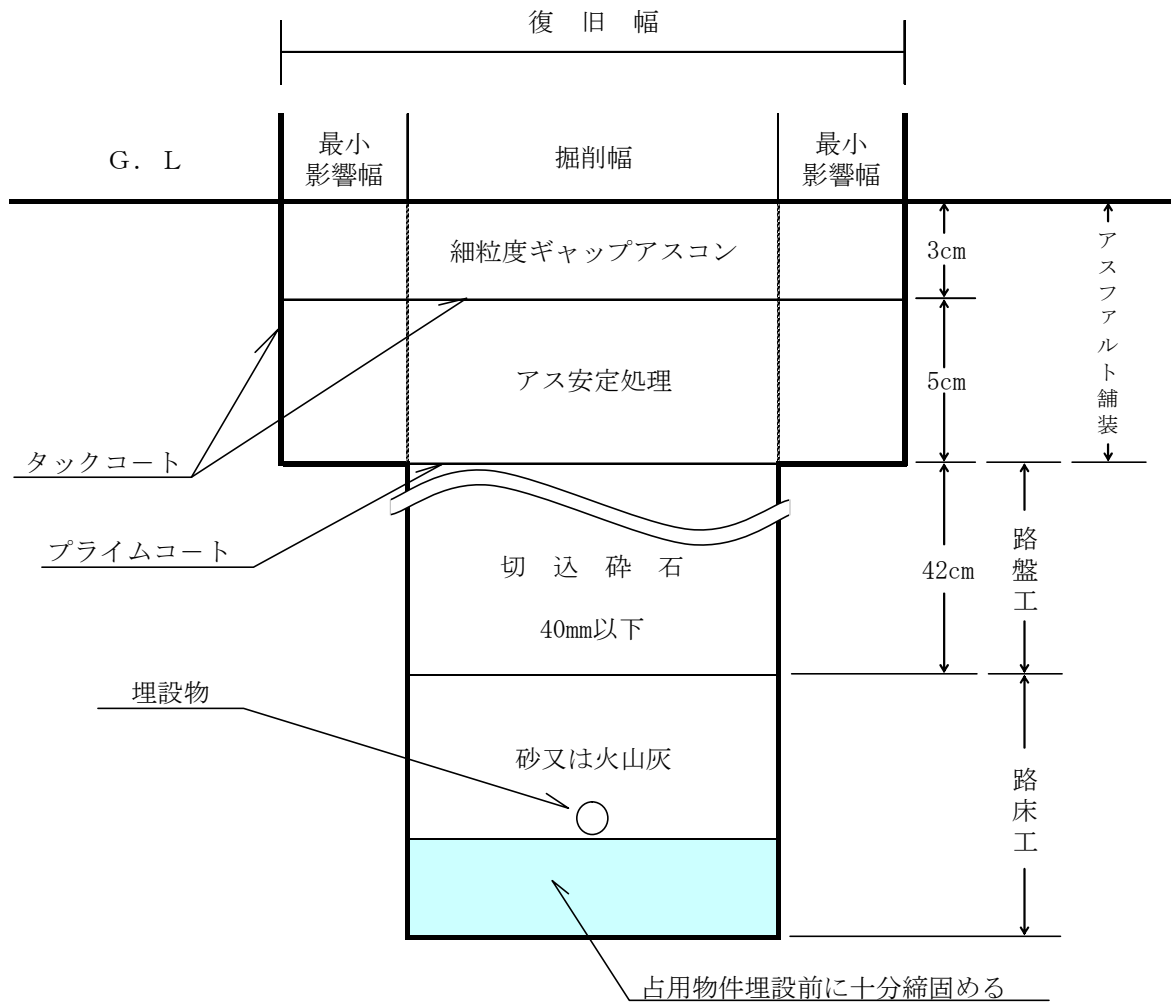 復 旧 幅
G. L
最小
影響幅
掘削幅
最小
影響幅
細粒度ギャップアスコン
3cm
アスファルト舗装
アス安定処理
5cm
タックコート
プライムコート
切 込 砕 石
40mm以下
42cm
路盤工
埋設物
砂又は火山灰
路床工
占用物件埋設前に十分締固める